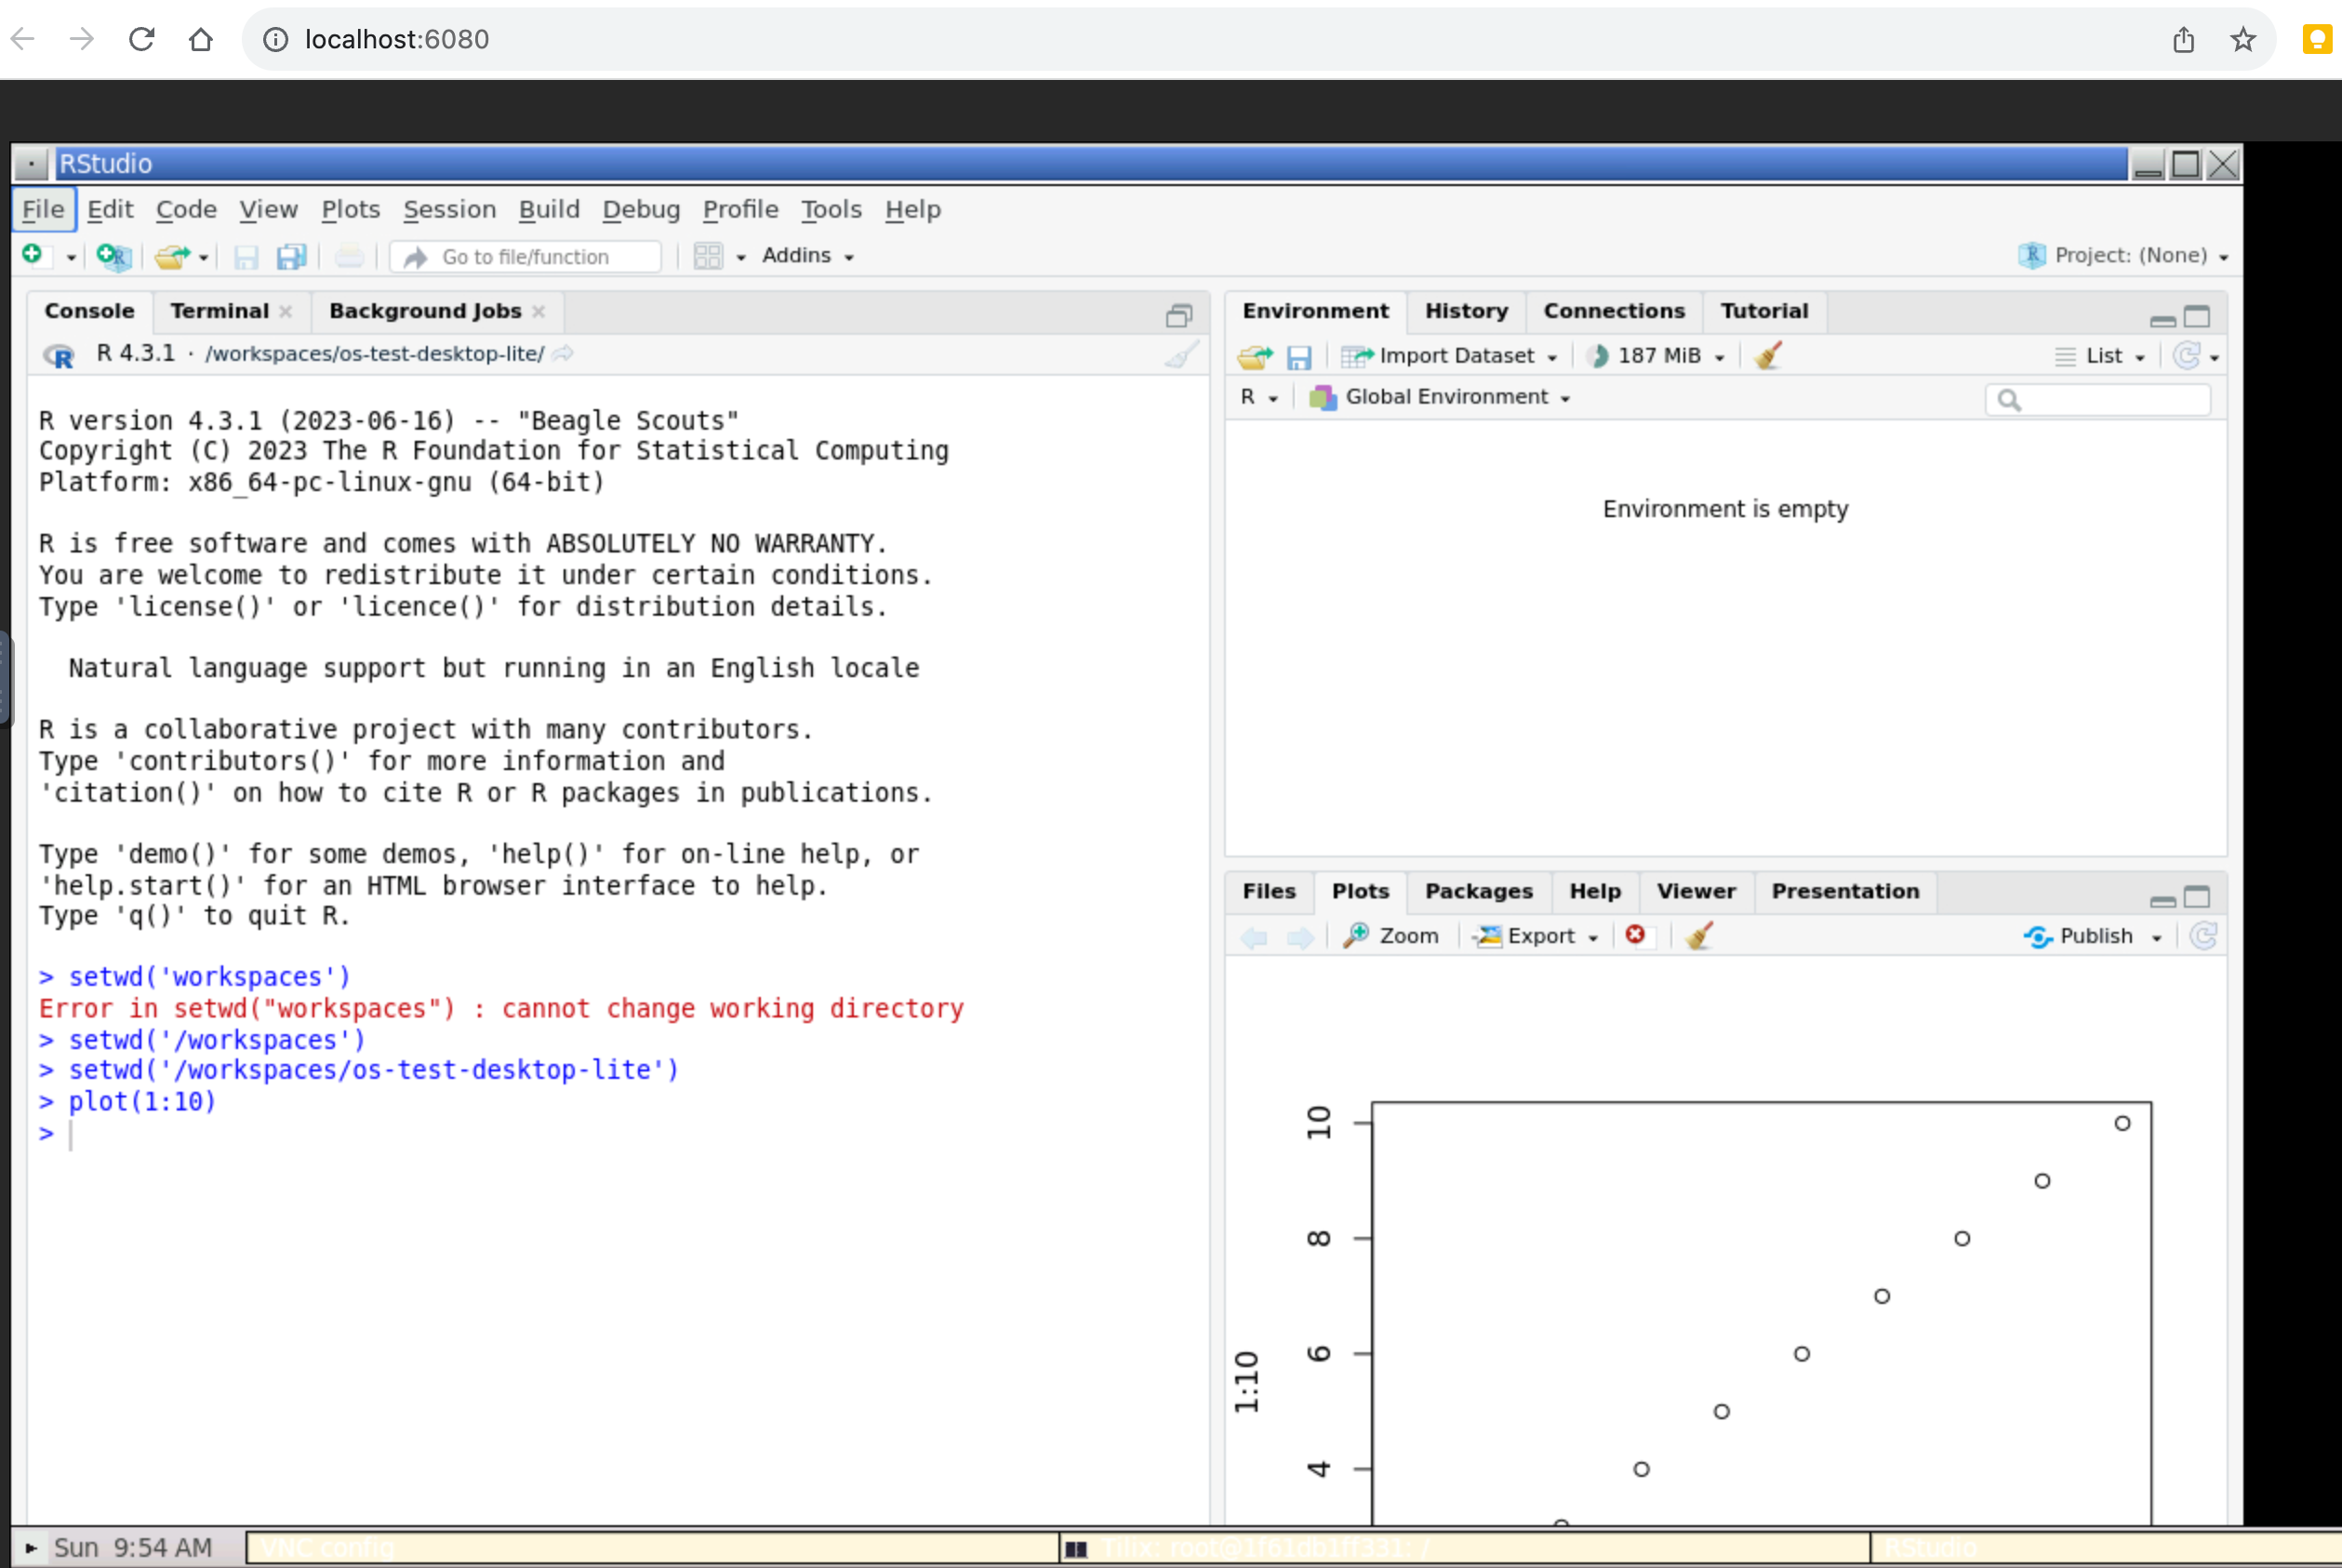 localhost:6080
RStudio
File Edit Code View Plots Session Build Debug Profile Tools Help
Go to file/function Addins Project: (None)
Console Terminal Background Jobs
R 4.3.1 · /workspaces/os-test-desktop-lite/
R version 4.3.1 (2023-06-16) -- "Beagle Scouts"
Copyright (C) 2023 The R Foundation for Statistical Computing
Platform: x86_64-pc-linux-gnu (64-bit)
R is free software and comes with ABSOLUTELY NO WARRANTY.
You are welcome to redistribute it under certain conditions.
Type 'license()' or 'licence()' for distribution details.
Natural language support but running in an English locale
R is a collaborative project with many contributors.
Type 'contributors()' for more information and
'citation()' on how to cite R or R packages in publications.
Type 'demo()' for some demos, 'help()' for on-line help, or
'help.start()' for an HTML browser interface to help.
Type 'q()' to quit R.
> setwd('workspaces')
Error in setwd("workspaces") : cannot change working directory
> setwd('/workspaces')
> setwd('/workspaces/os-test-desktop-lite')
> plot(1:10)
>
Environment History Connections Tutorial
Import Dataset 187 MiB List
R Global Environment
Environment is empty
Files Plots Packages Help Viewer Presentation
Zoom Export Publish
10
8
6
4
1:10
Sun 9:54 AM VNC config Tilix: root@1f61db1ff331: / RStudio